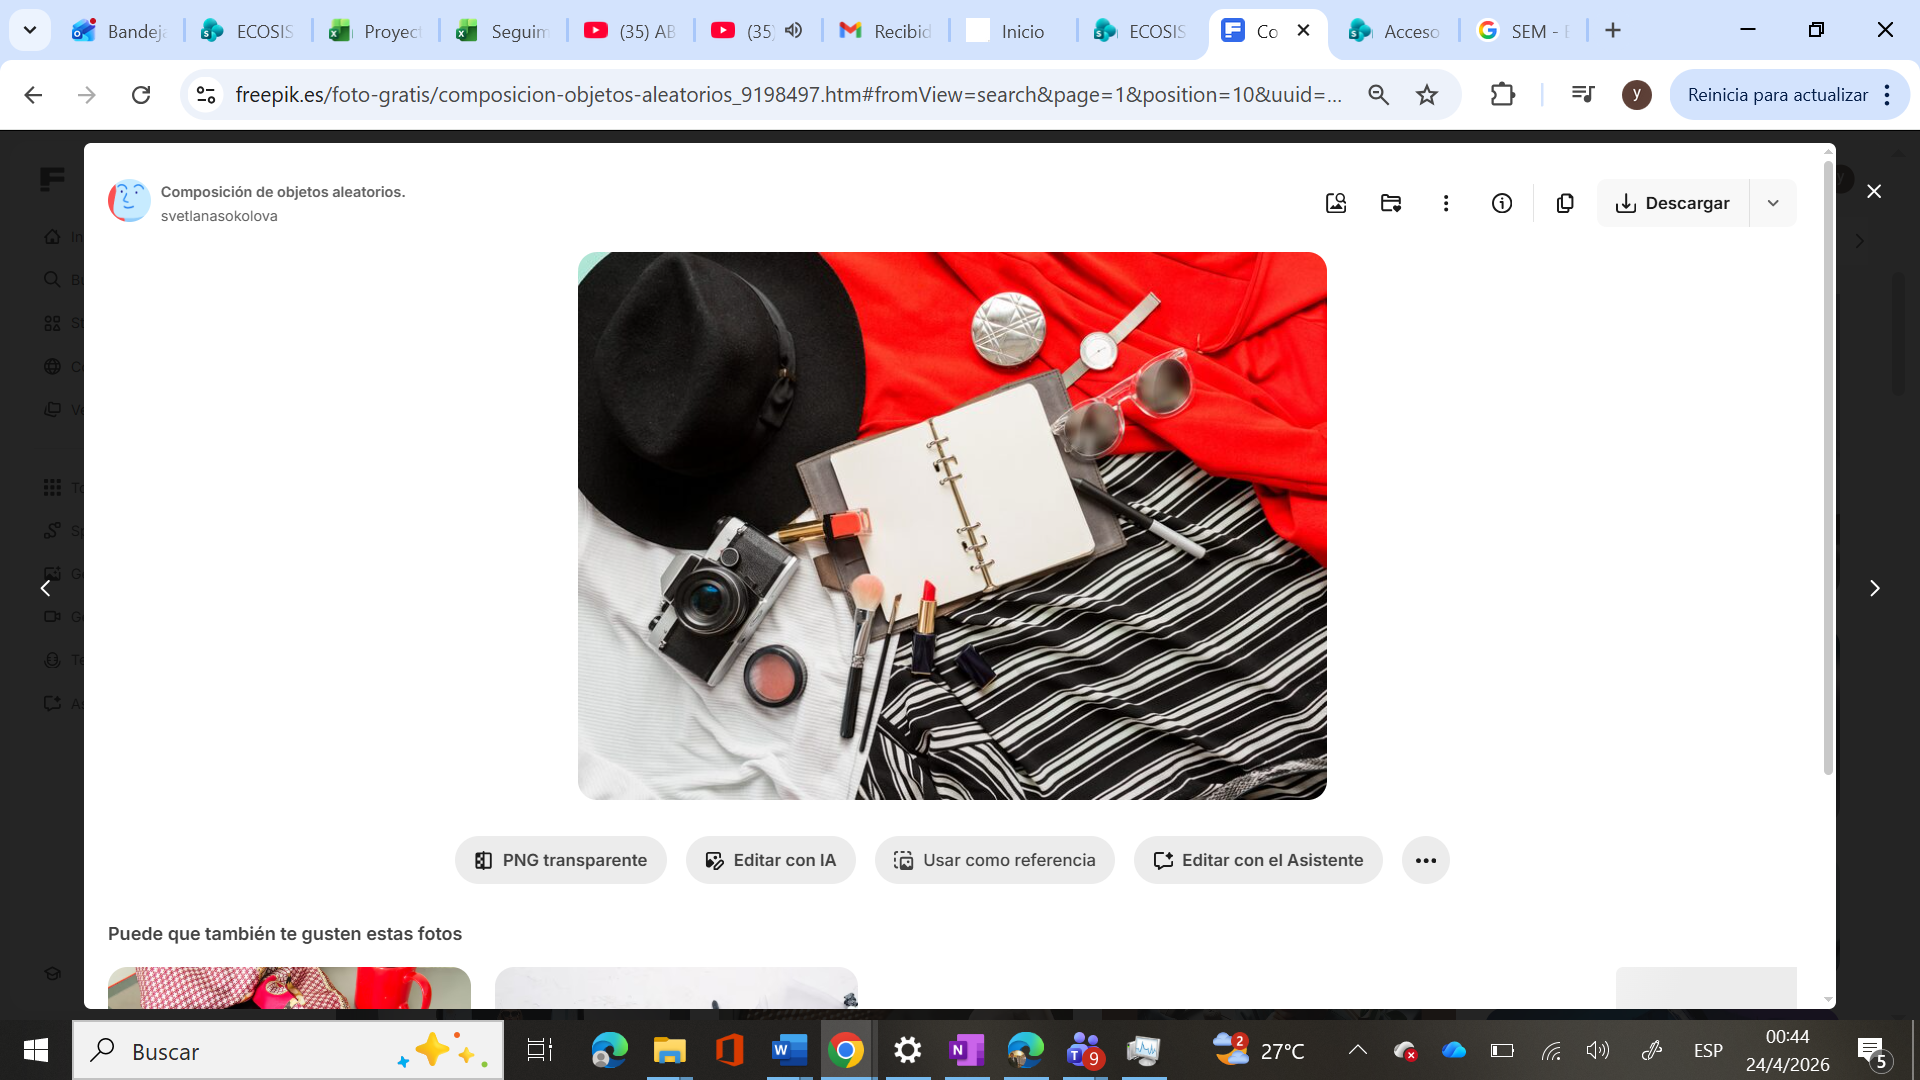 Bandej
ECOSIS
Proyect
Seguim
(35) AB
(35)
Recibid
Inicio
ECOSIS
Co
Acceso
SEM - E
freepik.es/foto-gratis/composicion-objetos-aleatorios_9198497.htm#fromView=search&page=1&position=10&uuid=...
y
Reinicia para actualizar
Composición de objetos aleatorios.
svetlanasokolova
Descargar
PNG transparente
Editar con IA
Usar como referencia
Editar con el Asistente
Puede que también te gusten estas fotos
Buscar
9
2
27°C
ESP
00:44
24/4/2026
5